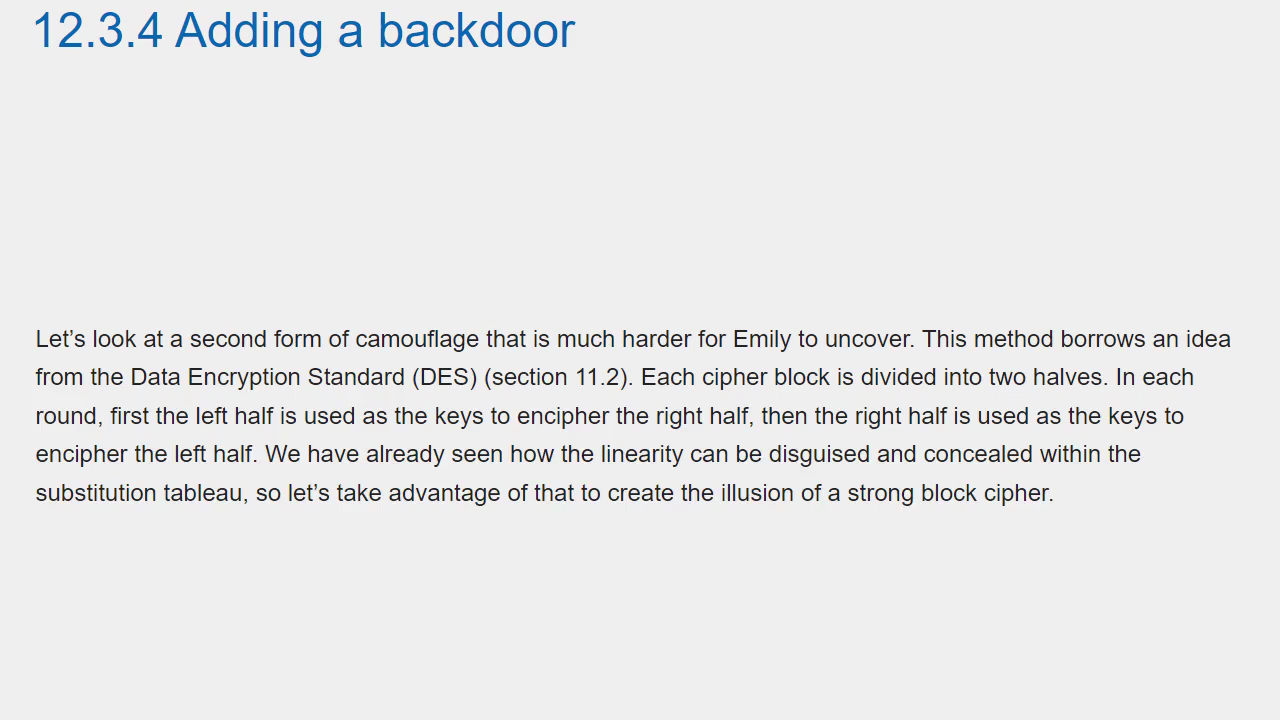 12.3.4 Adding a backdoor
Let’s look at a second form of camouflage that is much harder for Emily to uncover. This method borrows an idea
from the Data Encryption Standard (DES) (section 11.2). Each cipher block is divided into two halves. In each
round, first the left half is used as the keys to encipher the right half, then the right half is used as the keys to
encipher the left half. We have already seen how the linearity can be disguised and concealed within the
substitution tableau, so let’s take advantage of that to create the illusion of a strong block cipher.